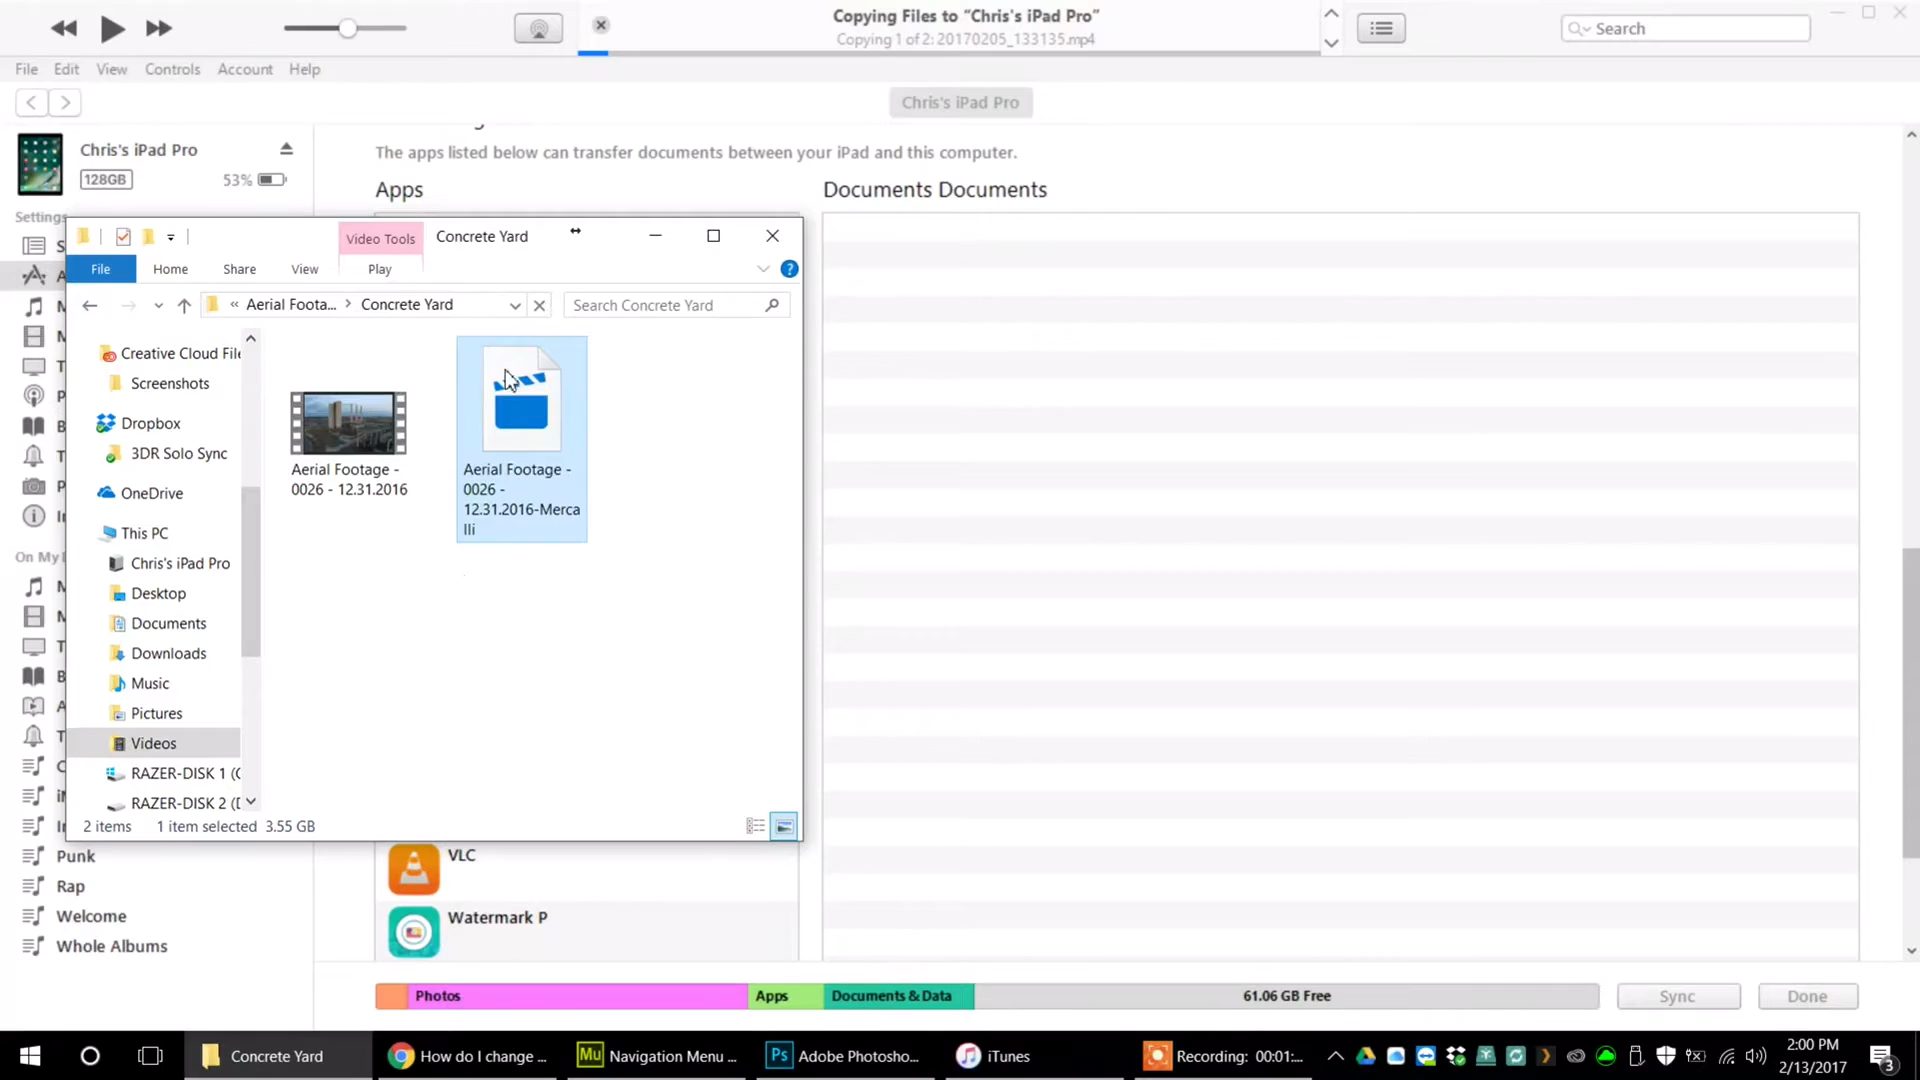 Copying Files to “Chris's iPad Pro”
Copying 1 of 2: 20170205_133135.mp4
Search
File Edit View Controls Account Help
Chris's iPad Pro
Chris's iPad Pro
128GB 53%
The apps listed below can transfer documents between your iPad and this computer.
Apps
Documents Documents
Settings
Video Tools
Concrete Yard
File Home Share View Play
« Aerial Foota... > Concrete Yard
Search Concrete Yard
Creative Cloud File
Screenshots
Dropbox
3DR Solo Sync
OneDrive
This PC
Chris's iPad Pro
Desktop
Documents
Downloads
Music
Pictures
Videos
RAZER-DISK 1 (C
RAZER-DISK 2 (D
Aerial Footage -
0026 - 12.31.2016
Aerial Footage -
0026 -
12.31.2016-Merca
lli
2 items 1 item selected 3.55 GB
On My
Punk
Rap
Welcome
Whole Albums
VLC
Watermark P
Photos
Apps
Documents & Data
61.06 GB Free
Sync
Done
Concrete Yard
How do I change ...
Mu Navigation Menu ...
Ps Adobe Photosho...
iTunes
Recording: 00:01:...
2:00 PM
2/13/2017
3